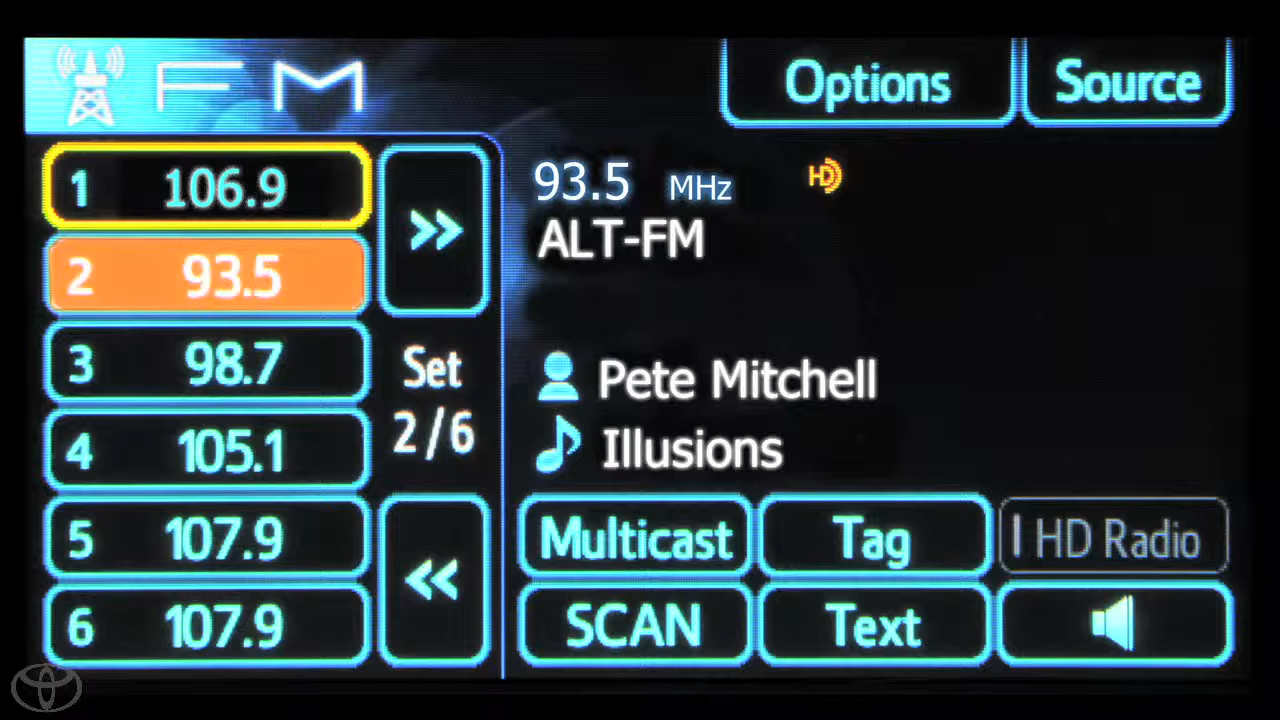 FM
Options
Source
1 106.9
2 93.5
3 98.7
4 105.1
5 107.9
6 107.9
>>
Set
2/6
<<
93.5 MHz HD
ALT-FM
Pete Mitchell
Illusions
Multicast
Tag
HD Radio
SCAN
Text